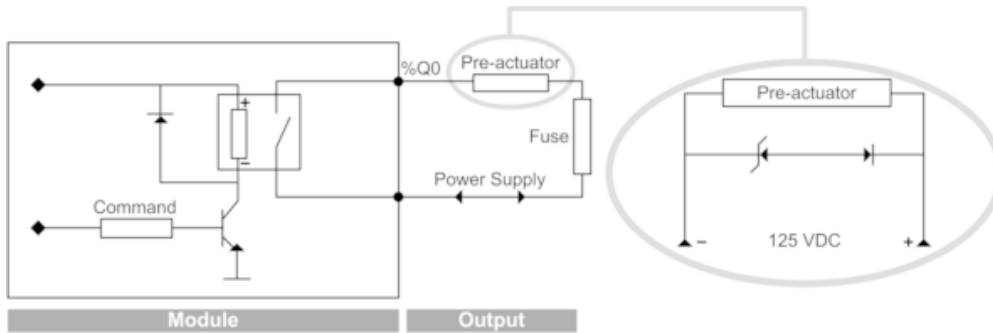 %Q0
Pre-actuator
+
−
Fuse
Command
Power Supply
Pre-actuator
− 125 VDC +
Module
Output